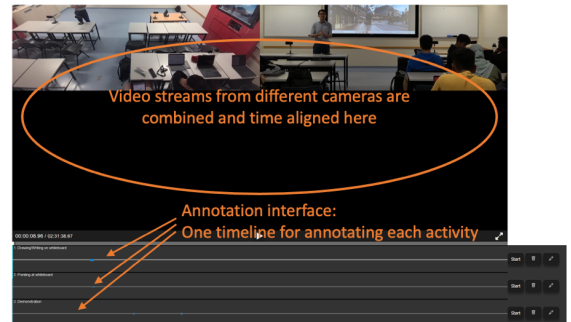 Video streams from different cameras are
combined and time aligned here
Annotation interface:
One timeline for annotating each activity
00:00:08.96 / 02:31:38.67
1. Drawing/Writing on whiteboard
Start
2. Pointing at whiteboard
Start
3. Demonstration
Start